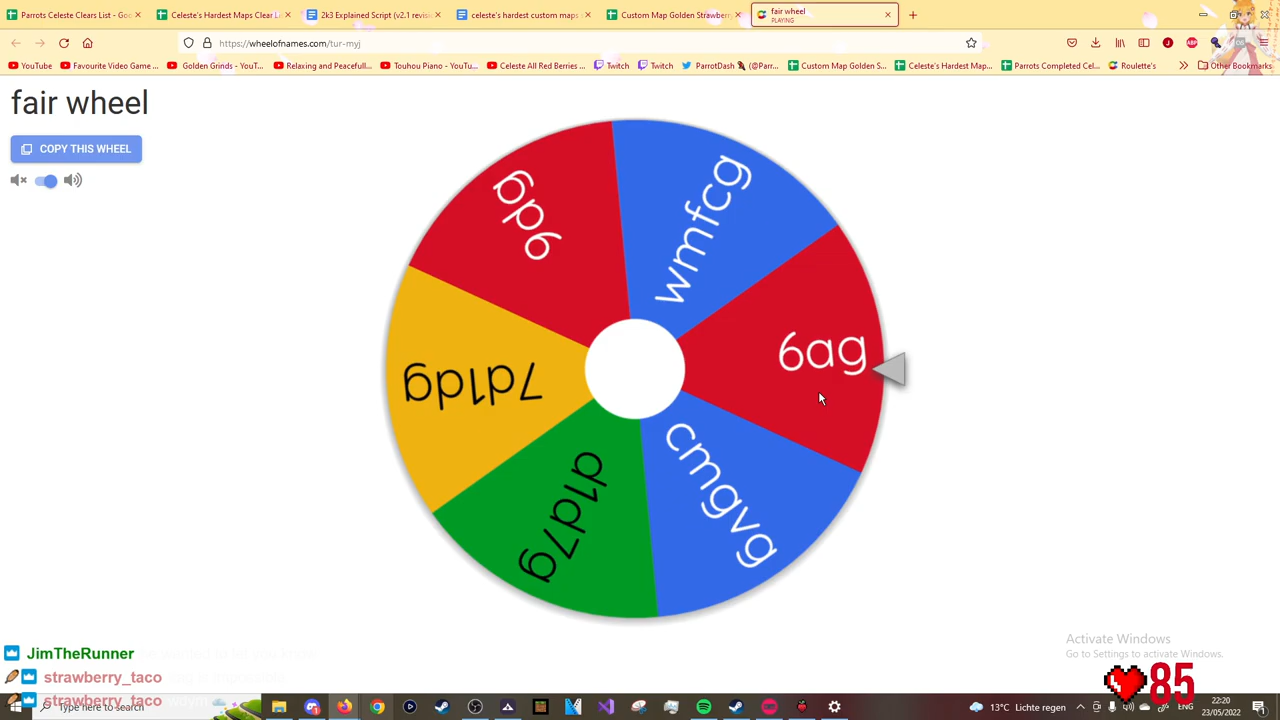 Parrots Celeste Clears List - Go
Celeste's Hardest Maps Clear L
2k3 Explained Script (v2.1 revisi
celeste's hardest custom maps
Custom Map Golden Strawberry
fair wheel
PLAYING
https://wheelofnames.com/tur-myj
YouTube
Favourite Video Game ...
Golden Grinds - YouT...
Relaxing and Peacefull...
Touhou Piano - YouTu...
Celeste All Red Berries ...
Twitch
Twitch
ParrotDash (@Parr...
Custom Map Golden S...
Celeste's Hardest Map...
Parrots Completed Cel...
Roulette's
Other Bookmarks
fair wheel
COPY THIS WHEEL
wmfcg
6ag
cmgvg
d1d7g
7d1dg
9dg
Activate Windows
Go to Settings to activate Windows.
JimTheRunner
strawberry_taco
strawberry_taco
85
Type here to search
13°C Lichte regen
22:20
23/05/2022